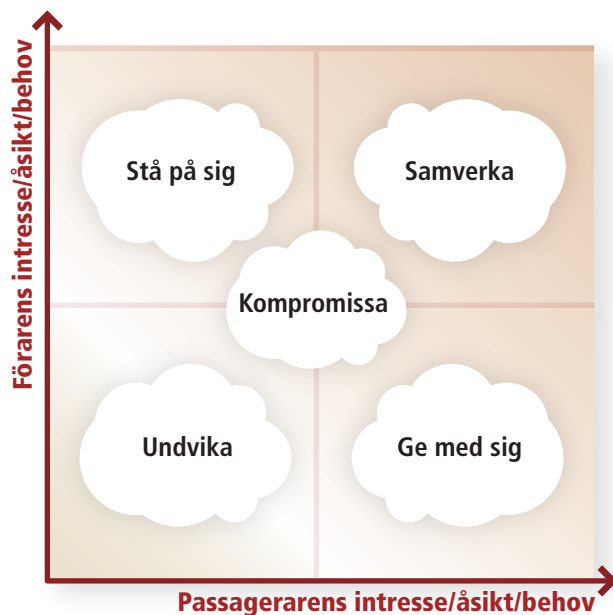 Förarens intresse/åsikt/behov
Stå på sig
Samverka
Kompromissa
Undvika
Ge med sig
Passagerarens intresse/åsikt/behov